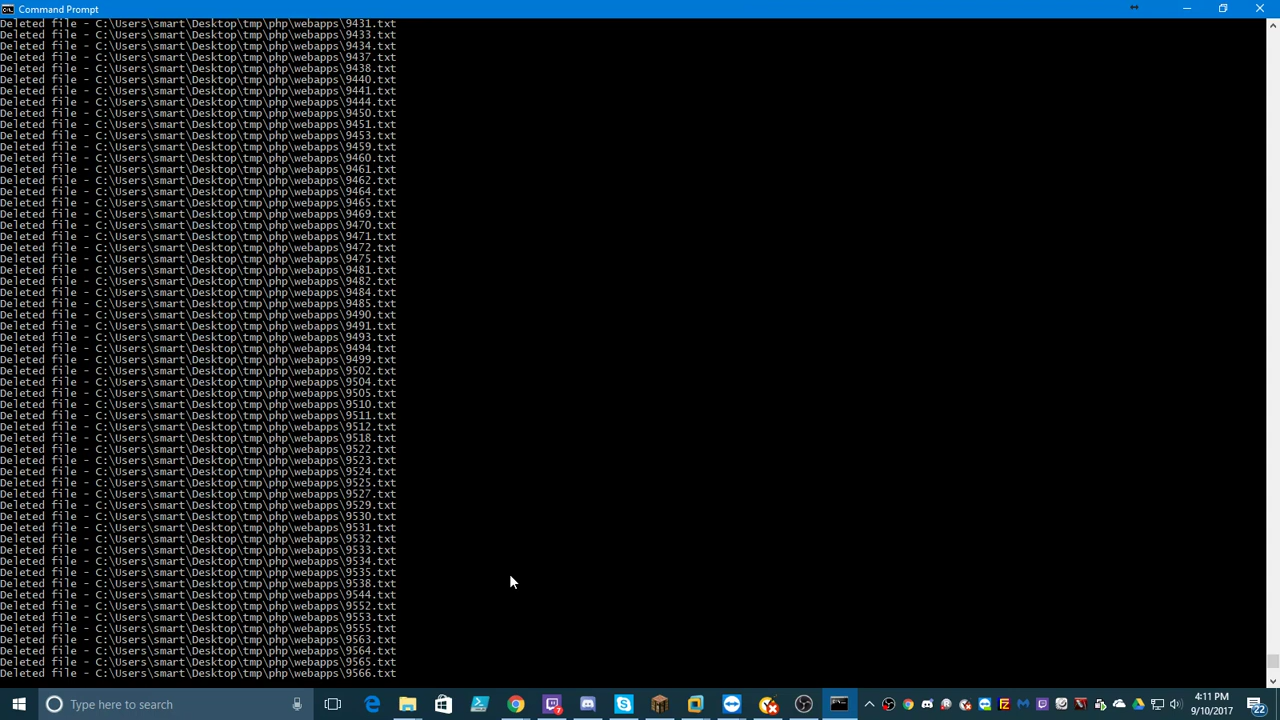 Command Prompt
Deleted file - C:\Users\smart\Desktop\tmp\php\webapps\9431.txt
Deleted file - C:\Users\smart\Desktop\tmp\php\webapps\9433.txt
Deleted file - C:\Users\smart\Desktop\tmp\php\webapps\9434.txt
Deleted file - C:\Users\smart\Desktop\tmp\php\webapps\9437.txt
Deleted file - C:\Users\smart\Desktop\tmp\php\webapps\9438.txt
Deleted file - C:\Users\smart\Desktop\tmp\php\webapps\9440.txt
Deleted file - C:\Users\smart\Desktop\tmp\php\webapps\9441.txt
Deleted file - C:\Users\smart\Desktop\tmp\php\webapps\9444.txt
Deleted file - C:\Users\smart\Desktop\tmp\php\webapps\9450.txt
Deleted file - C:\Users\smart\Desktop\tmp\php\webapps\9451.txt
Deleted file - C:\Users\smart\Desktop\tmp\php\webapps\9453.txt
Deleted file - C:\Users\smart\Desktop\tmp\php\webapps\9459.txt
Deleted file - C:\Users\smart\Desktop\tmp\php\webapps\9460.txt
Deleted file - C:\Users\smart\Desktop\tmp\php\webapps\9461.txt
Deleted file - C:\Users\smart\Desktop\tmp\php\webapps\9462.txt
Deleted file - C:\Users\smart\Desktop\tmp\php\webapps\9464.txt
Deleted file - C:\Users\smart\Desktop\tmp\php\webapps\9465.txt
Deleted file - C:\Users\smart\Desktop\tmp\php\webapps\9469.txt
Deleted file - C:\Users\smart\Desktop\tmp\php\webapps\9470.txt
Deleted file - C:\Users\smart\Desktop\tmp\php\webapps\9471.txt
Deleted file - C:\Users\smart\Desktop\tmp\php\webapps\9472.txt
Deleted file - C:\Users\smart\Desktop\tmp\php\webapps\9475.txt
Deleted file - C:\Users\smart\Desktop\tmp\php\webapps\9481.txt
Deleted file - C:\Users\smart\Desktop\tmp\php\webapps\9482.txt
Deleted file - C:\Users\smart\Desktop\tmp\php\webapps\9484.txt
Deleted file - C:\Users\smart\Desktop\tmp\php\webapps\9485.txt
Deleted file - C:\Users\smart\Desktop\tmp\php\webapps\9490.txt
Deleted file - C:\Users\smart\Desktop\tmp\php\webapps\9491.txt
Deleted file - C:\Users\smart\Desktop\tmp\php\webapps\9493.txt
Deleted file - C:\Users\smart\Desktop\tmp\php\webapps\9494.txt
Deleted file - C:\Users\smart\Desktop\tmp\php\webapps\9499.txt
Deleted file - C:\Users\smart\Desktop\tmp\php\webapps\9502.txt
Deleted file - C:\Users\smart\Desktop\tmp\php\webapps\9504.txt
Deleted file - C:\Users\smart\Desktop\tmp\php\webapps\9505.txt
Deleted file - C:\Users\smart\Desktop\tmp\php\webapps\9510.txt
Deleted file - C:\Users\smart\Desktop\tmp\php\webapps\9511.txt
Deleted file - C:\Users\smart\Desktop\tmp\php\webapps\9512.txt
Deleted file - C:\Users\smart\Desktop\tmp\php\webapps\9518.txt
Deleted file - C:\Users\smart\Desktop\tmp\php\webapps\9522.txt
Deleted file - C:\Users\smart\Desktop\tmp\php\webapps\9523.txt
Deleted file - C:\Users\smart\Desktop\tmp\php\webapps\9524.txt
Deleted file - C:\Users\smart\Desktop\tmp\php\webapps\9525.txt
Deleted file - C:\Users\smart\Desktop\tmp\php\webapps\9527.txt
Deleted file - C:\Users\smart\Desktop\tmp\php\webapps\9529.txt
Deleted file - C:\Users\smart\Desktop\tmp\php\webapps\9530.txt
Deleted file - C:\Users\smart\Desktop\tmp\php\webapps\9531.txt
Deleted file - C:\Users\smart\Desktop\tmp\php\webapps\9532.txt
Deleted file - C:\Users\smart\Desktop\tmp\php\webapps\9533.txt
Deleted file - C:\Users\smart\Desktop\tmp\php\webapps\9534.txt
Deleted file - C:\Users\smart\Desktop\tmp\php\webapps\9535.txt
Deleted file - C:\Users\smart\Desktop\tmp\php\webapps\9538.txt
Deleted file - C:\Users\smart\Desktop\tmp\php\webapps\9544.txt
Deleted file - C:\Users\smart\Desktop\tmp\php\webapps\9552.txt
Deleted file - C:\Users\smart\Desktop\tmp\php\webapps\9553.txt
Deleted file - C:\Users\smart\Desktop\tmp\php\webapps\9555.txt
Deleted file - C:\Users\smart\Desktop\tmp\php\webapps\9563.txt
Deleted file - C:\Users\smart\Desktop\tmp\php\webapps\9564.txt
Deleted file - C:\Users\smart\Desktop\tmp\php\webapps\9565.txt
Deleted file - C:\Users\smart\Desktop\tmp\php\webapps\9566.txt
Type here to search
7
4:11 PM
9/10/2017
22